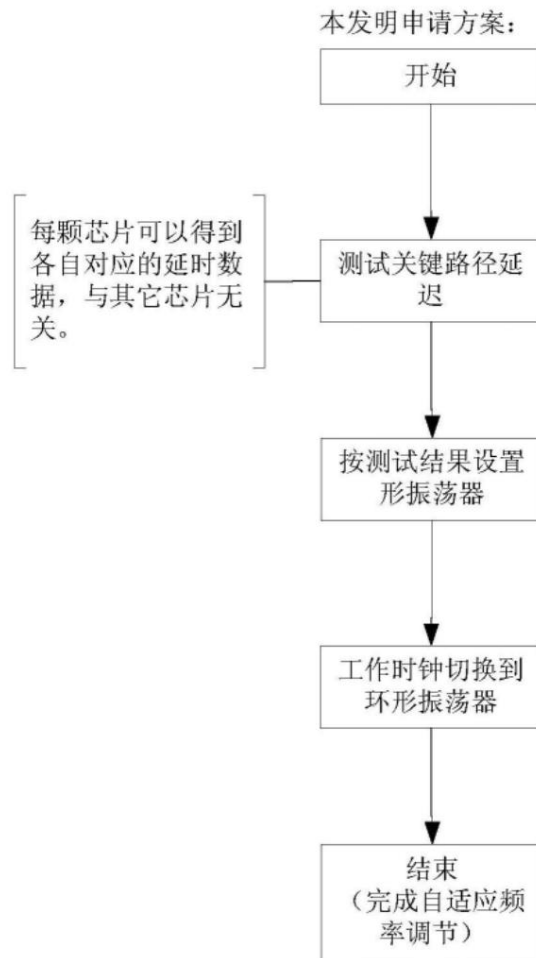 本发明申请方案：
开始
每颗芯片可以得到
各自对应的延时数
据，与其它芯片无
关。
测试关键路径延
迟
按测试结果设置
形振荡器
工作时钟切换到
环形振荡器
结束
（完成自适应频
率调节）